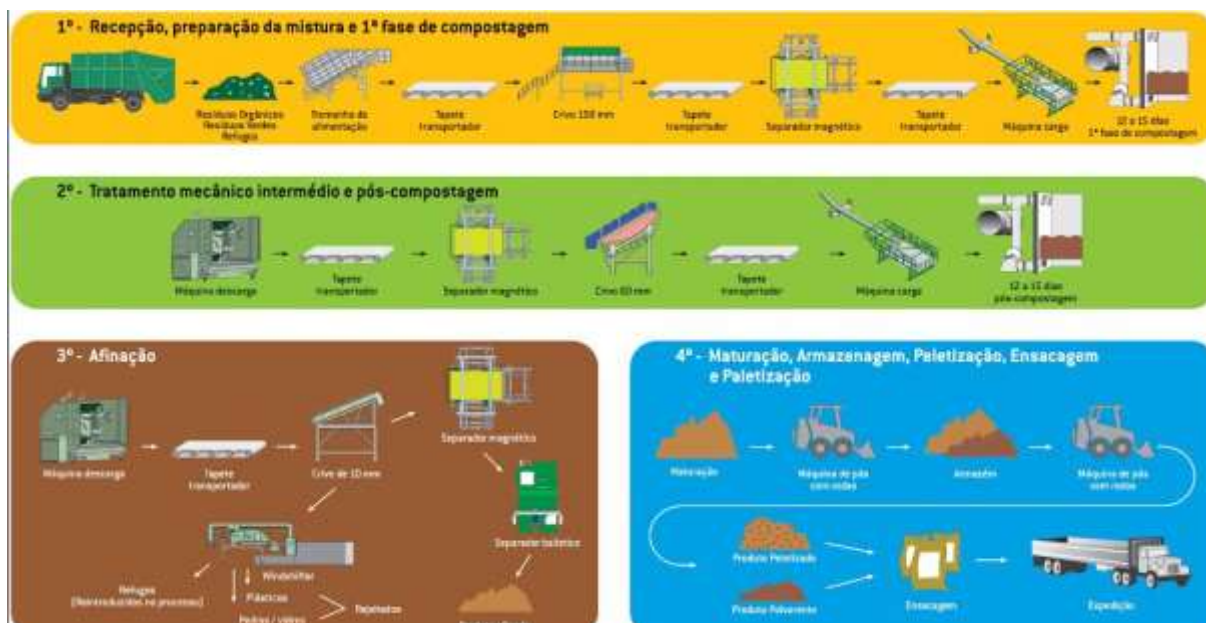 1º - Recepção, preparação da mistura e 1ª fase de compostagem
Resíduos Orgânicos
Resíduos Verdes
Refugos
Tremonha de
alimentação
Tapete
transportador
Crivo 150 mm
Tapete
transportador
Separador magnético
Tapete
transportador
Máquina carga
12 a 15 dias
1ª fase de compostagem
2º - Tratamento mecânico intermédio e pós-compostagem
Máquina descarga
Tapete
transportador
Separador magnético
Crivo 80 mm
Tapete
transportador
Máquina carga
12 a 15 dias
pós-compostagem
3º - Afinação
Máquina descarga
Tapete
transportador
Crivo de 10 mm
Separador magnético
Separador balístico
Windshifter
Refugos
(Reintroduzidos no processo)
Plásticos
Pedras / vidros
Rejeitados
4º - Maturação, Armazenagem, Paletização, Ensacagem
e Paletização
Maturação
Máquina de pás
com rodas
Armazém
Máquina de pás
com rodas
Produto Peletizado
Produto Pulverente
Ensacagem
Expedição